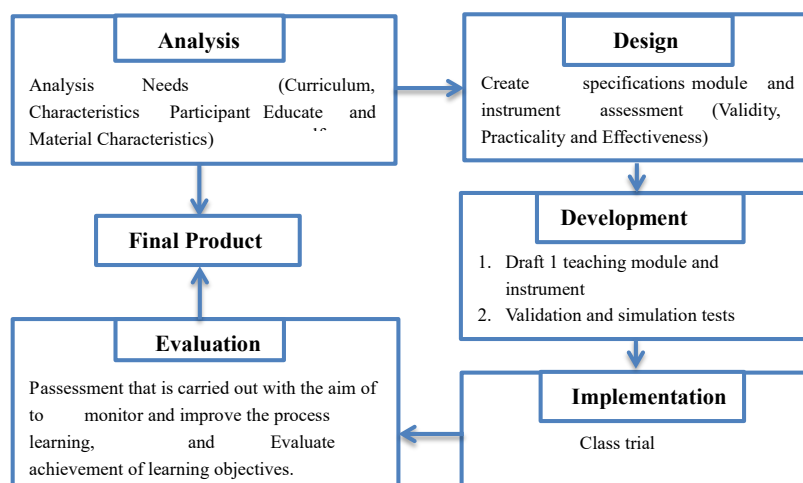 Analysis
Analysis Needs (Curriculum,
Characteristics Participant Educate and
Material Characteristics)
Design
Create specifications module and
instrument assessment (Validity,
Practicality and Effectiveness)
Final Product
Development
1. Draft 1 teaching module and
instrument
2. Validation and simulation tests
Evaluation
Passessment that is carried out with the aim of
to monitor and improve the process
learning, and Evaluate
achievement of learning objectives.
Implementation
Class trial